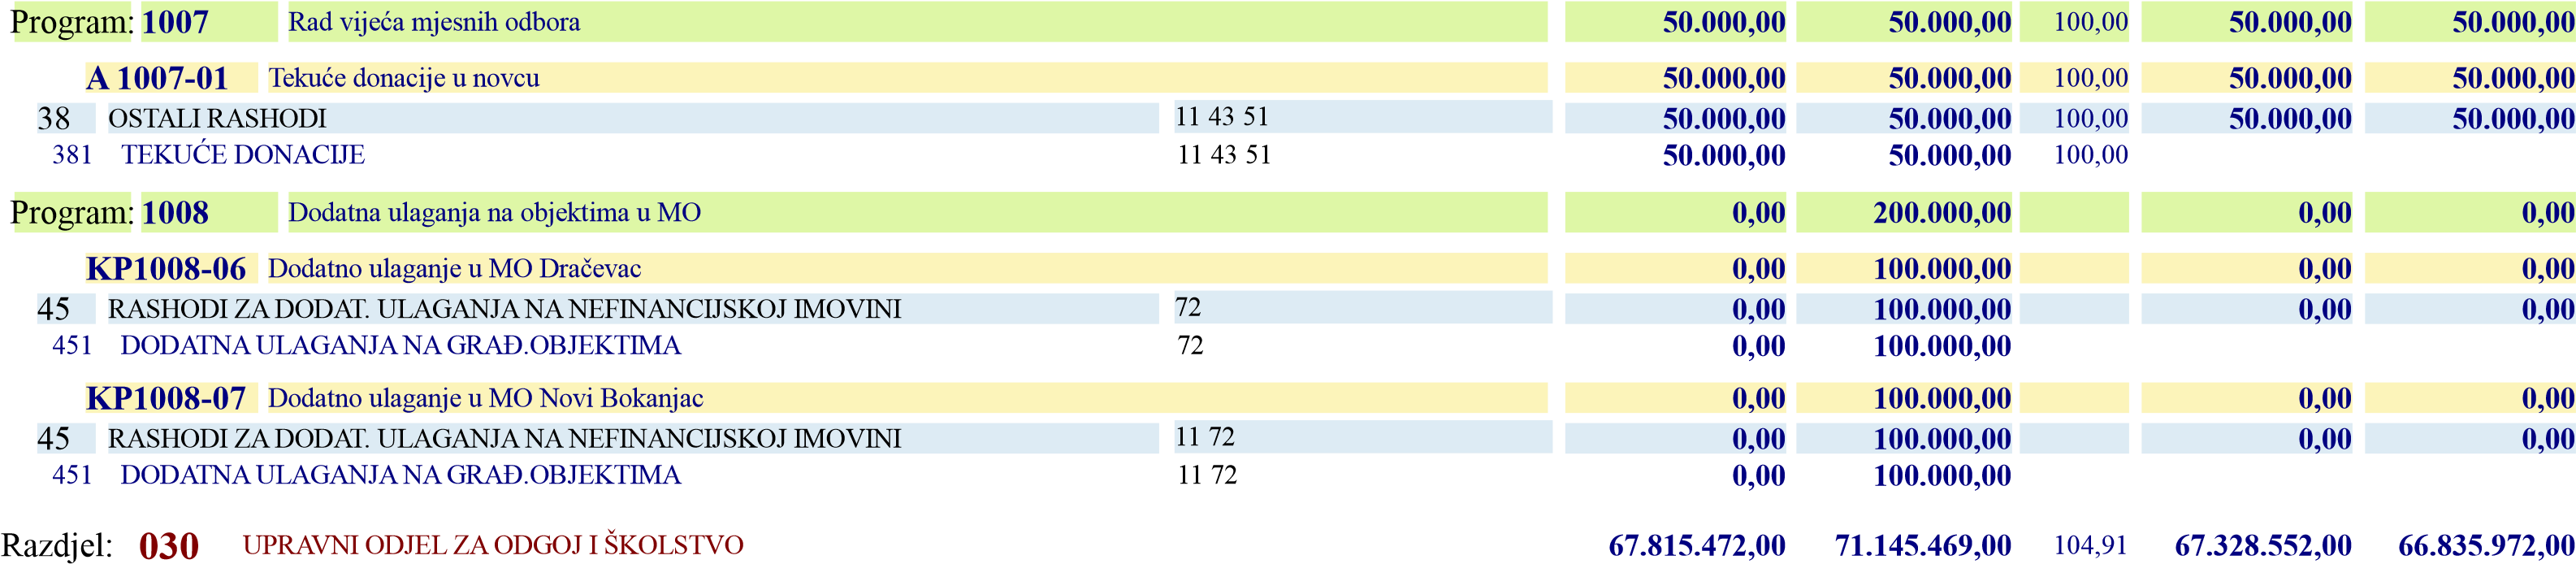 Program: 1007 Rad vijeća mjesnih odbora 50.000,00 50.000,00 100,00 50.000,00 50.000,00
A 1007-01 Tekuće donacije u novcu 50.000,00 50.000,00 100,00 50.000,00 50.000,00
38 OSTALI RASHODI 11 43 51 50.000,00 50.000,00 100,00 50.000,00 50.000,00
381 TEKUĆE DONACIJE 11 43 51 50.000,00 50.000,00 100,00
Program: 1008 Dodatna ulaganja na objektima u MO 0,00 200.000,00 0,00 0,00
KP1008-06 Dodatno ulaganje u MO Dračevac 0,00 100.000,00 0,00 0,00
45 RASHODI ZA DODAT. ULAGANJA NA NEFINANCIJSKOJ IMOVINI 72 0,00 100.000,00 0,00 0,00
451 DODATNA ULAGANJA NA GRAĐ.OBJEKTIMA 72 0,00 100.000,00
KP1008-07 Dodatno ulaganje u MO Novi Bokanjac 0,00 100.000,00 0,00 0,00
45 RASHODI ZA DODAT. ULAGANJA NA NEFINANCIJSKOJ IMOVINI 11 72 0,00 100.000,00 0,00 0,00
451 DODATNA ULAGANJA NA GRAĐ.OBJEKTIMA 11 72 0,00 100.000,00
Razdjel: 030 UPRAVNI ODJEL ZA ODGOJ I ŠKOLSTVO 67.815.472,00 71.145.469,00 104,91 67.328.552,00 66.835.972,00